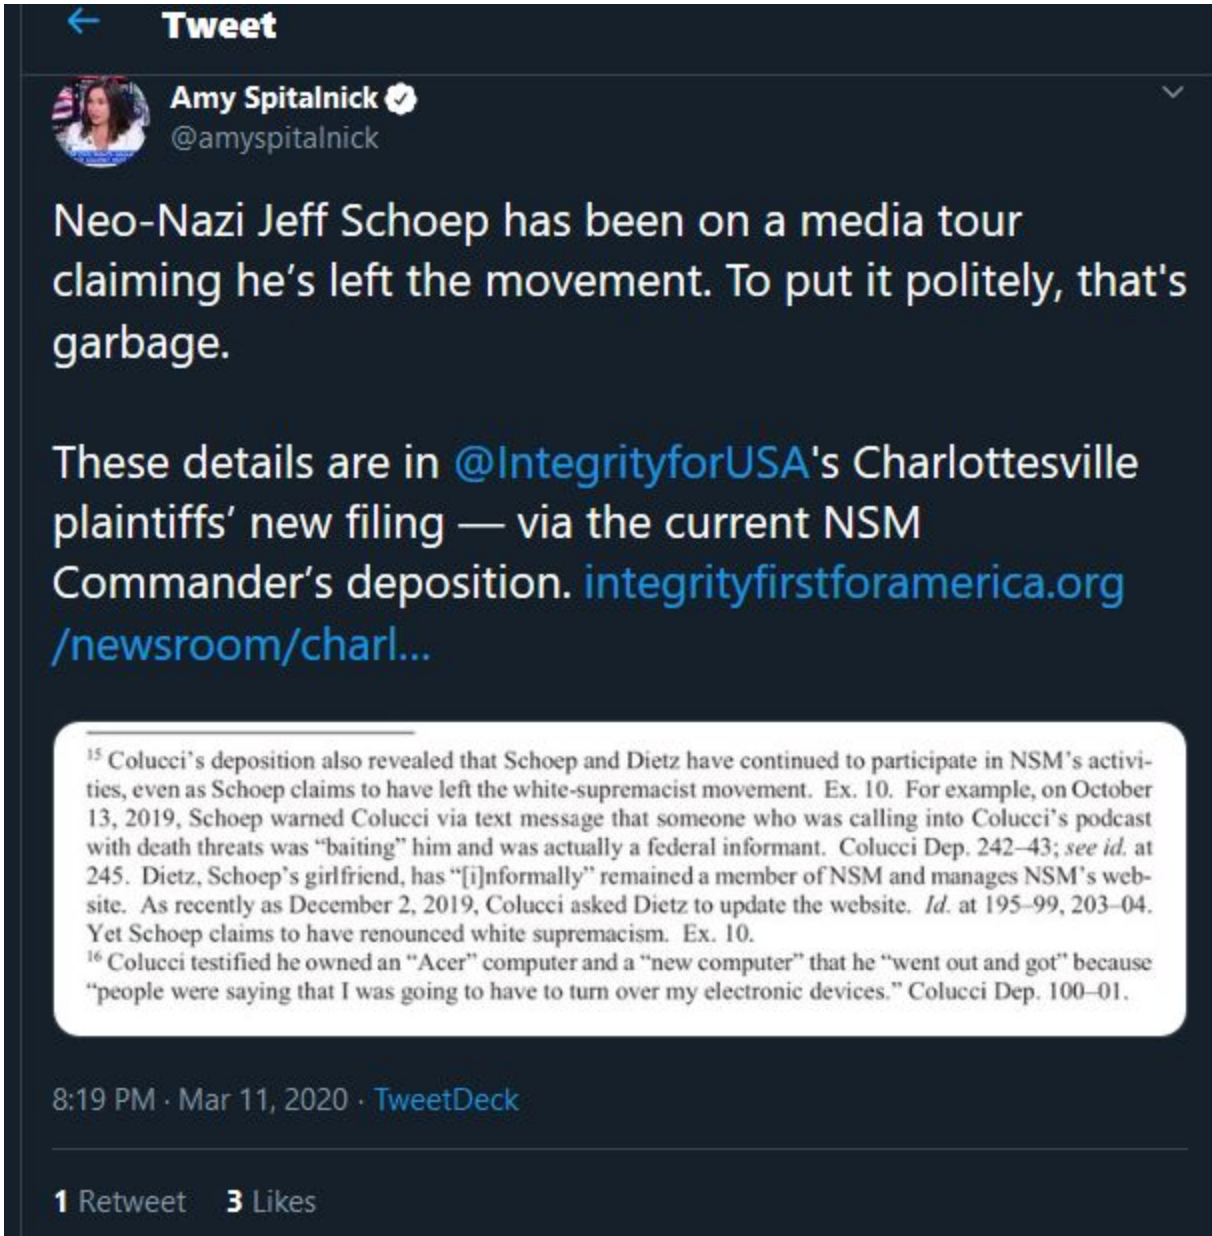 Tweet
Amy Spitalnick
@amyspitalnick
Neo-Nazi Jeff Schoep has been on a media tour
claiming he’s left the movement. To put it politely, that's
garbage.
These details are in @IntegrityforUSA's Charlottesville
plaintiffs’ new filing — via the current NSM
Commander’s deposition. integrityfirstforamerica.org
/newsroom/charl...
15 Colucci’s deposition also revealed that Schoep and Dietz have continued to participate in NSM’s activi-
ties, even as Schoep claims to have left the white-supremacist movement. Ex. 10. For example, on October
13, 2019, Schoep warned Colucci via text message that someone who was calling into Colucci’s podcast
with death threats was “baiting” him and was actually a federal informant. Colucci Dep. 242–43; see id. at
245. Dietz, Schoep’s girlfriend, has “[i]nformally” remained a member of NSM and manages NSM’s web-
site. As recently as December 2, 2019, Colucci asked Dietz to update the website. Id. at 195–99, 203–04.
Yet Schoep claims to have renounced white supremacism. Ex. 10.
16 Colucci testified he owned an “Acer” computer and a “new computer” that he “went out and got” because
“people were saying that I was going to have to turn over my electronic devices.” Colucci Dep. 100–01.
8:19 PM · Mar 11, 2020 · TweetDeck
1 Retweet 3 Likes